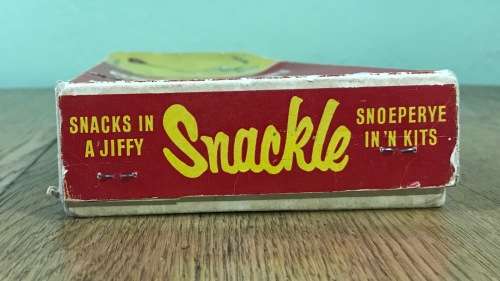 SNACKS IN
A JIFFY
Snackle
SNOEPERYE
IN 'N KITS